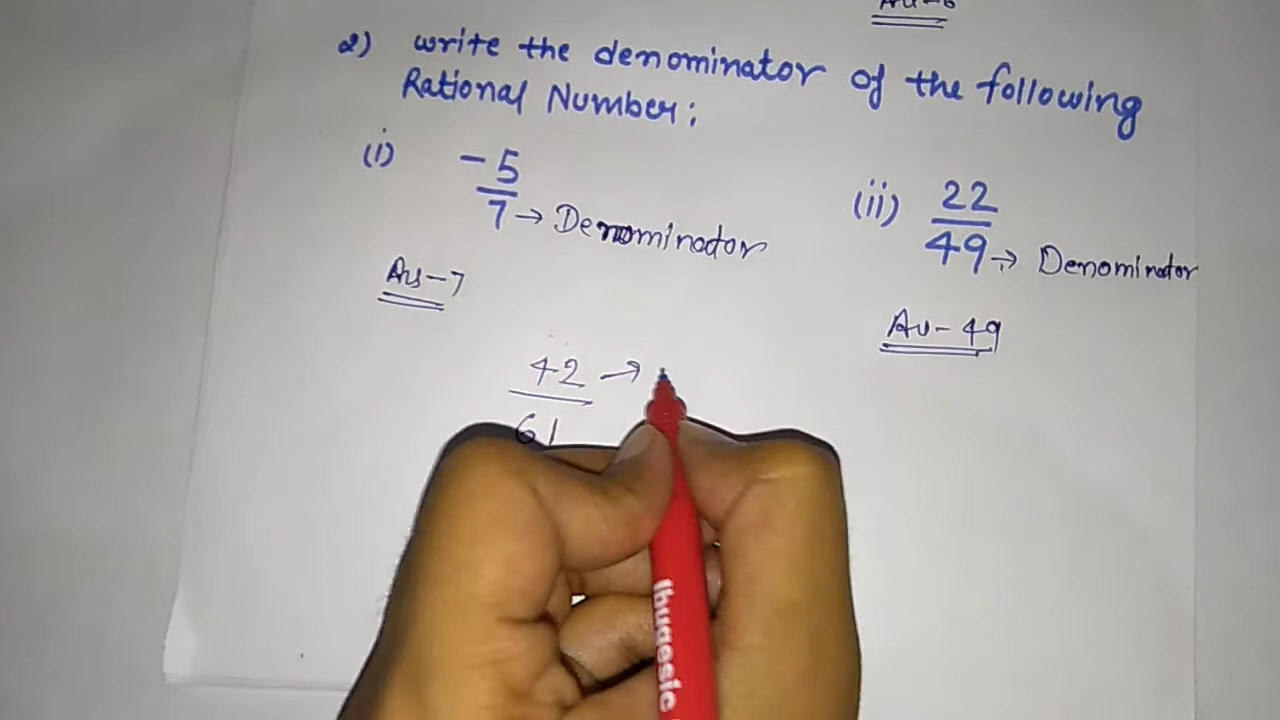 2) write the denominator of the following
Rational Number:
(i) -5/7 → Denominator
Ans-7
(ii) 22/49 → Denominator
An - 49
42 →
61